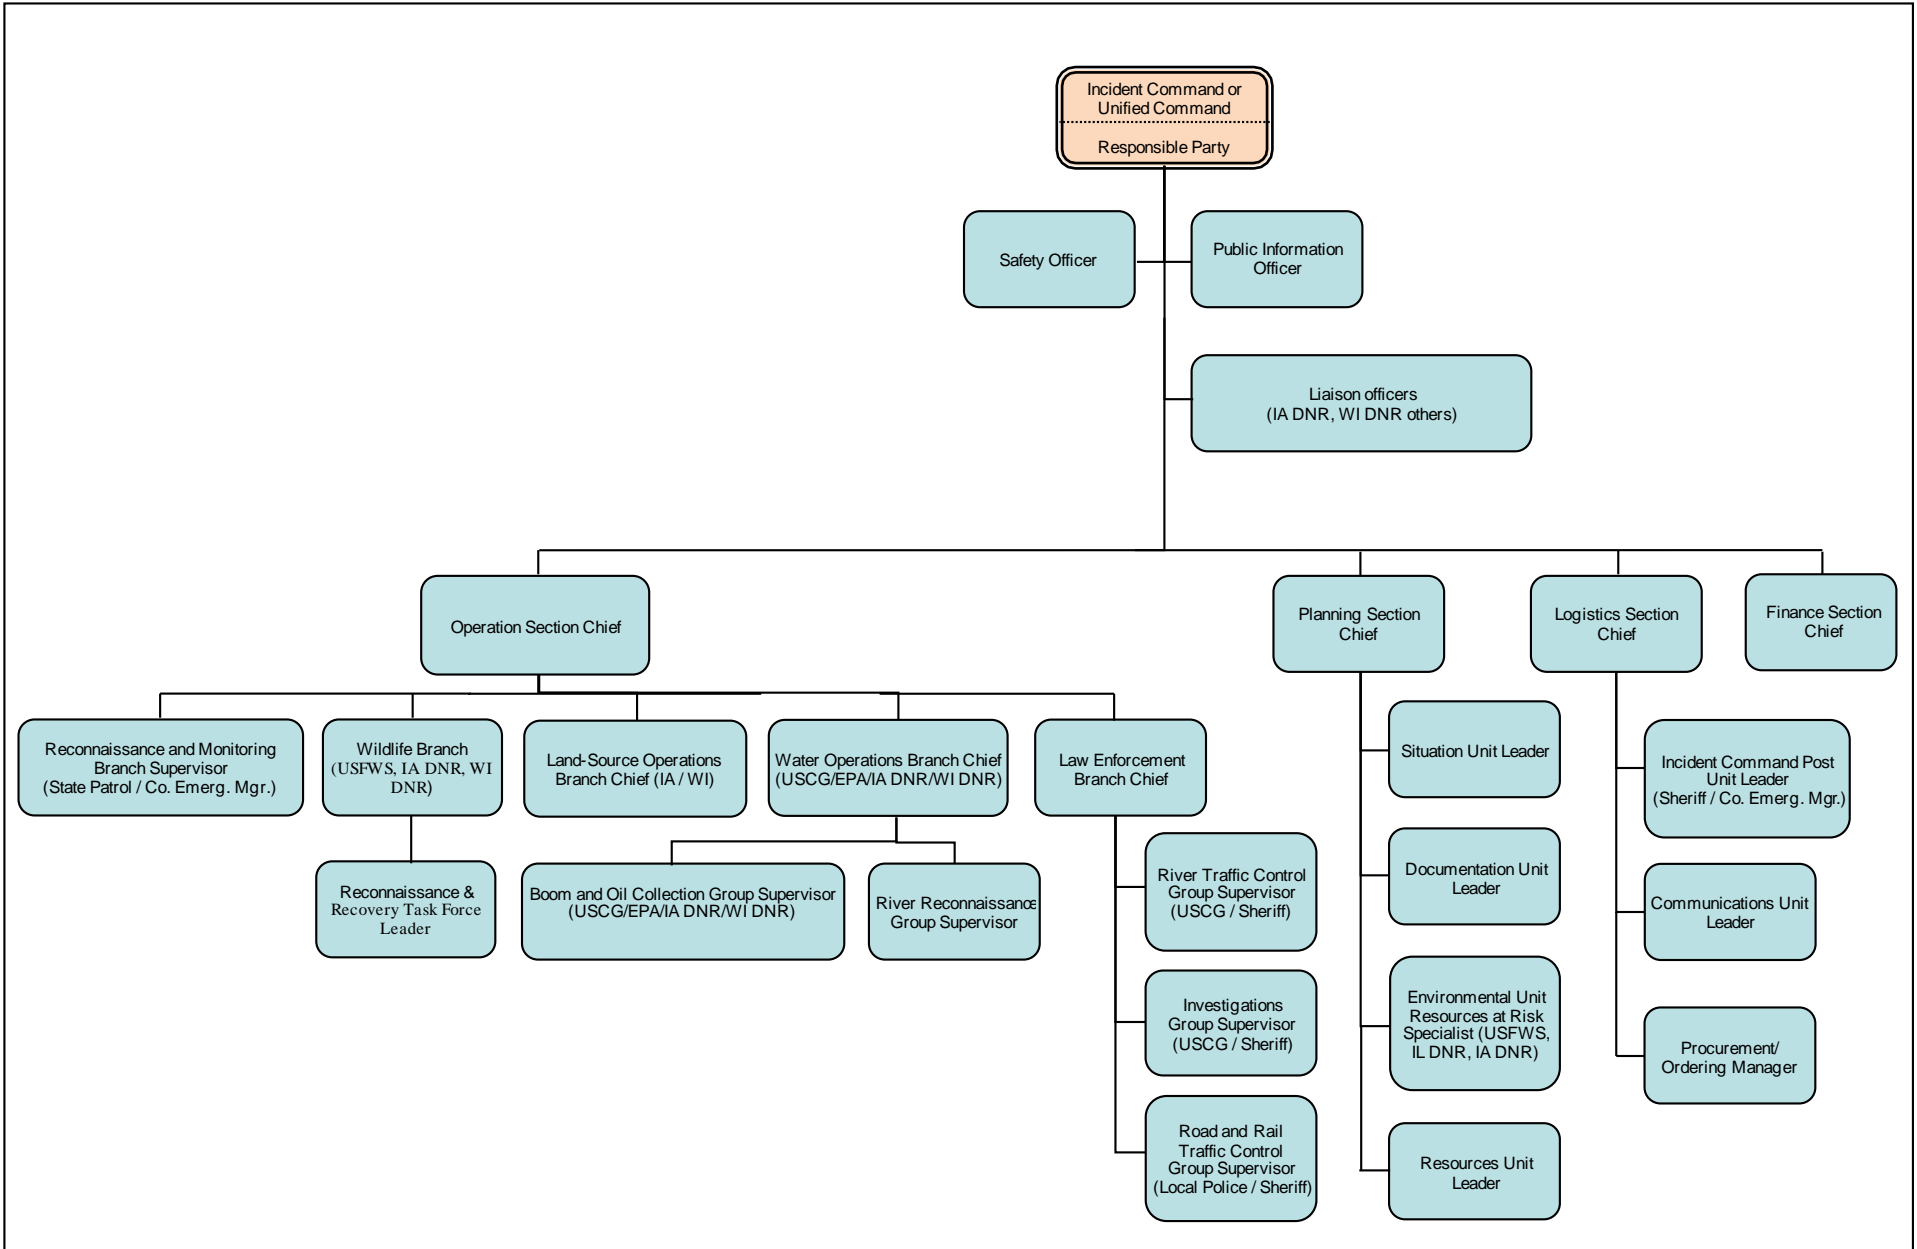 Incident Command or
Unified Command
Responsible Party
Safety Officer
Public Information
Officer
Liaison officers
(IA DNR, WI DNR others)
Operation Section Chief
Planning Section
Chief
Logistics Section
Chief
Finance Section
Chief
Reconnaissance and Monitoring
Branch Supervisor
(State Patrol / Co. Emerg. Mgr.)
Wildlife Branch
(USFWS, IA DNR, WI
DNR)
Land-Source Operations
Branch Chief (IA / WI)
Water Operations Branch Chief
(USCG/EPA/IA DNR/WI DNR)
Law Enforcement
Branch Chief
Reconnaissance &
Recovery Task Force
Leader
Boom and Oil Collection Group Supervisor
(USCG/EPA/IA DNR/WI DNR)
River Reconnaissance
Group Supervisor
River Traffic Control
Group Supervisor
(USCG / Sheriff)
Investigations
Group Supervisor
(USCG / Sheriff)
Road and Rail
Traffic Control
Group Supervisor
(Local Police / Sheriff)
Situation Unit Leader
Documentation Unit
Leader
Environmental Unit
Resources at Risk
Specialist (USFWS,
IL DNR, IA DNR)
Resources Unit
Leader
Incident Command Post
Unit Leader
(Sheriff / Co. Emerg. Mgr.)
Communications Unit
Leader
Procurement/
Ordering Manager